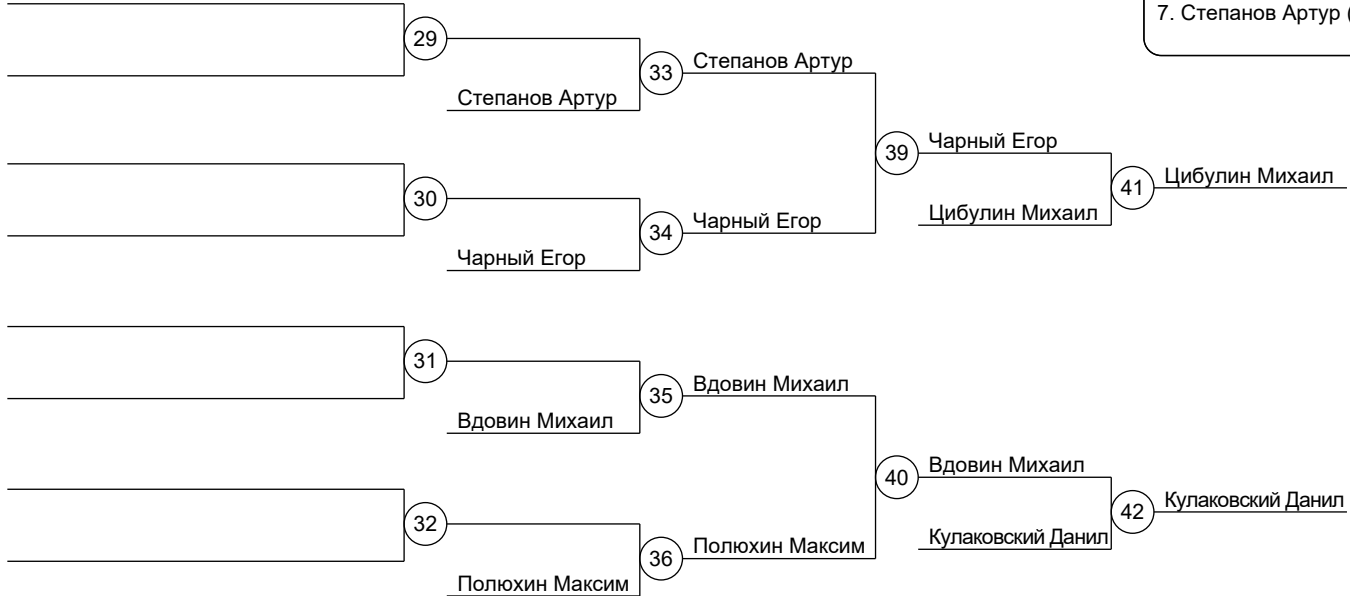 7. Степанов Артур (
29
33
Степанов Артур
Степанов Артур
39
Чарный Егор
41
Цибулин Михаил
30
34
Чарный Егор
Цибулин Михаил
Чарный Егор
31
35
Вдовин Михаил
Вдовин Михаил
40
Вдовин Михаил
42
Кулаковский Данил
32
36
Полюхин Максим
Кулаковский Данил
Полюхин Максим